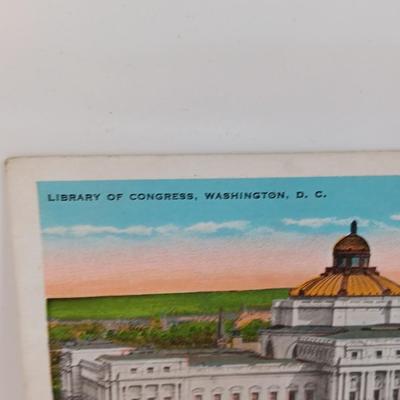 LIBRARY OF CONGRESS, WASHINGTON, D. C.